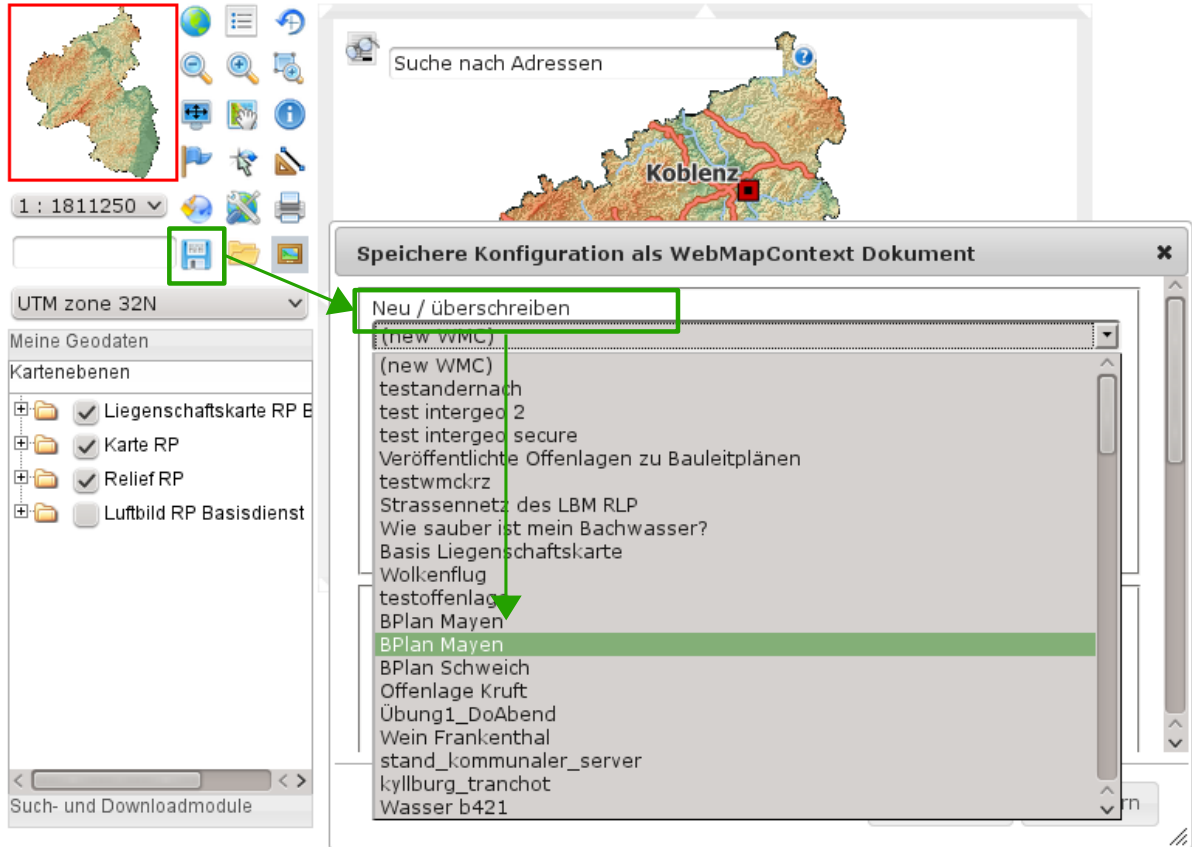 Suche nach Adressen
Koblenz
1 : 1811250
UTM zone 32N
Meine Geodaten
Kartenebenen
Liegenschaftskarte RP B
Karte RP
Relief RP
Luftbild RP Basisdienst
Such- und Downloadmodule
Speichere Konfiguration als WebMapContext Dokument
Neu / überschreiben
(new WMC)
(new WMC)
testandernach
test intergeo 2
test intergeo secure
Veröffentlichte Offenlagen zu Bauleitplänen
testwmckrz
Strassennetz des LBM RLP
Wie sauber ist mein Bachwasser?
Basis Liegenschaftskarte
Wolkenflug
testoffenlage
BPlan Mayen
BPlan Mayen
BPlan Schweich
Offenlage Kruft
Übung1_DoAbend
Wein Frankenthal
stand_kommunaler_server
kyllburg_tranchot
Wasser b421
rn